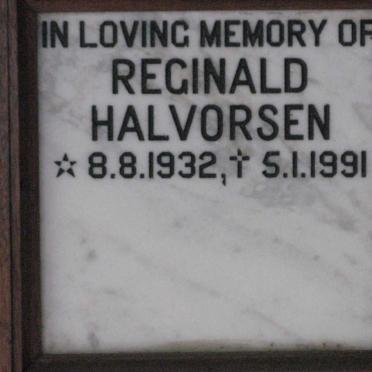 IN LOVING MEMORY OF
REGINALD
HALVORSEN
☆ 8.8.1932, † 5.1.1991